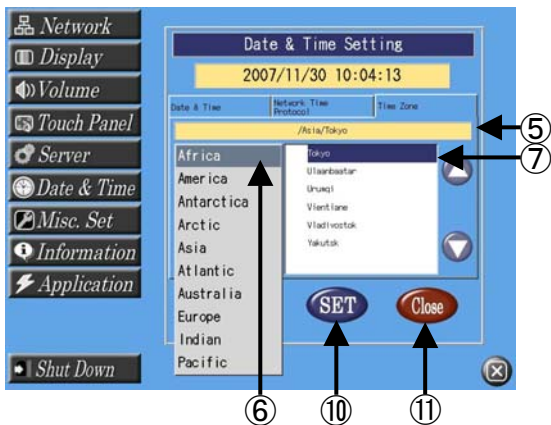 Network
Display
Volume
Touch Panel
Server
Date & Time
Misc. Set
Information
Application
Shut Down
Date & Time Setting
2007/11/30 10:04:13
Date & Time
Network Time
Protocol
Time Zone
/Asia/Tokyo
Africa
America
Antarctica
Arctic
Asia
Atlantic
Australia
Europe
Indian
Pacific
Tokyo
Ulaanbaatar
Urumqi
Vientiane
Vladivostok
Yakutsk
SET
Close
⑤
⑦
⑥
⑩
⑪